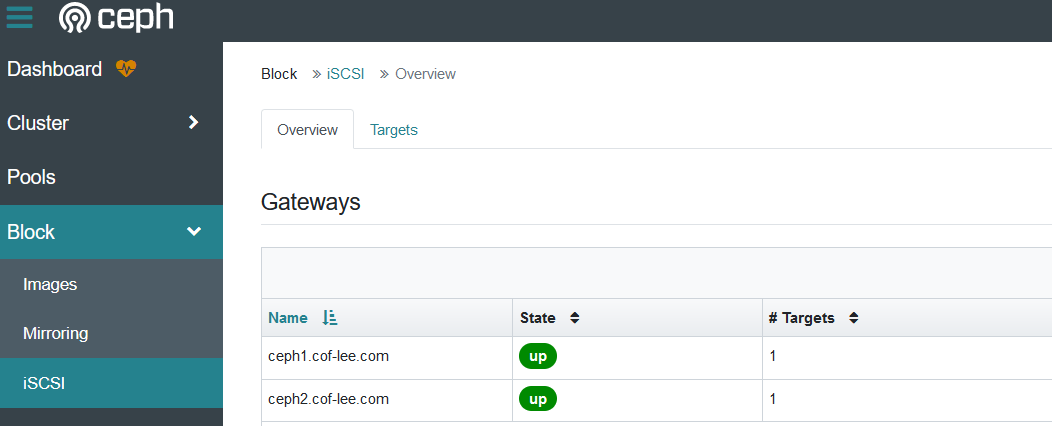 ceph
Dashboard
Cluster
Pools
Block
Images
Mirroring
iSCSI
Block » iSCSI » Overview
Overview Targets
Gateways
Name State # Targets
ceph1.cof-lee.com up 1
ceph2.cof-lee.com up 1